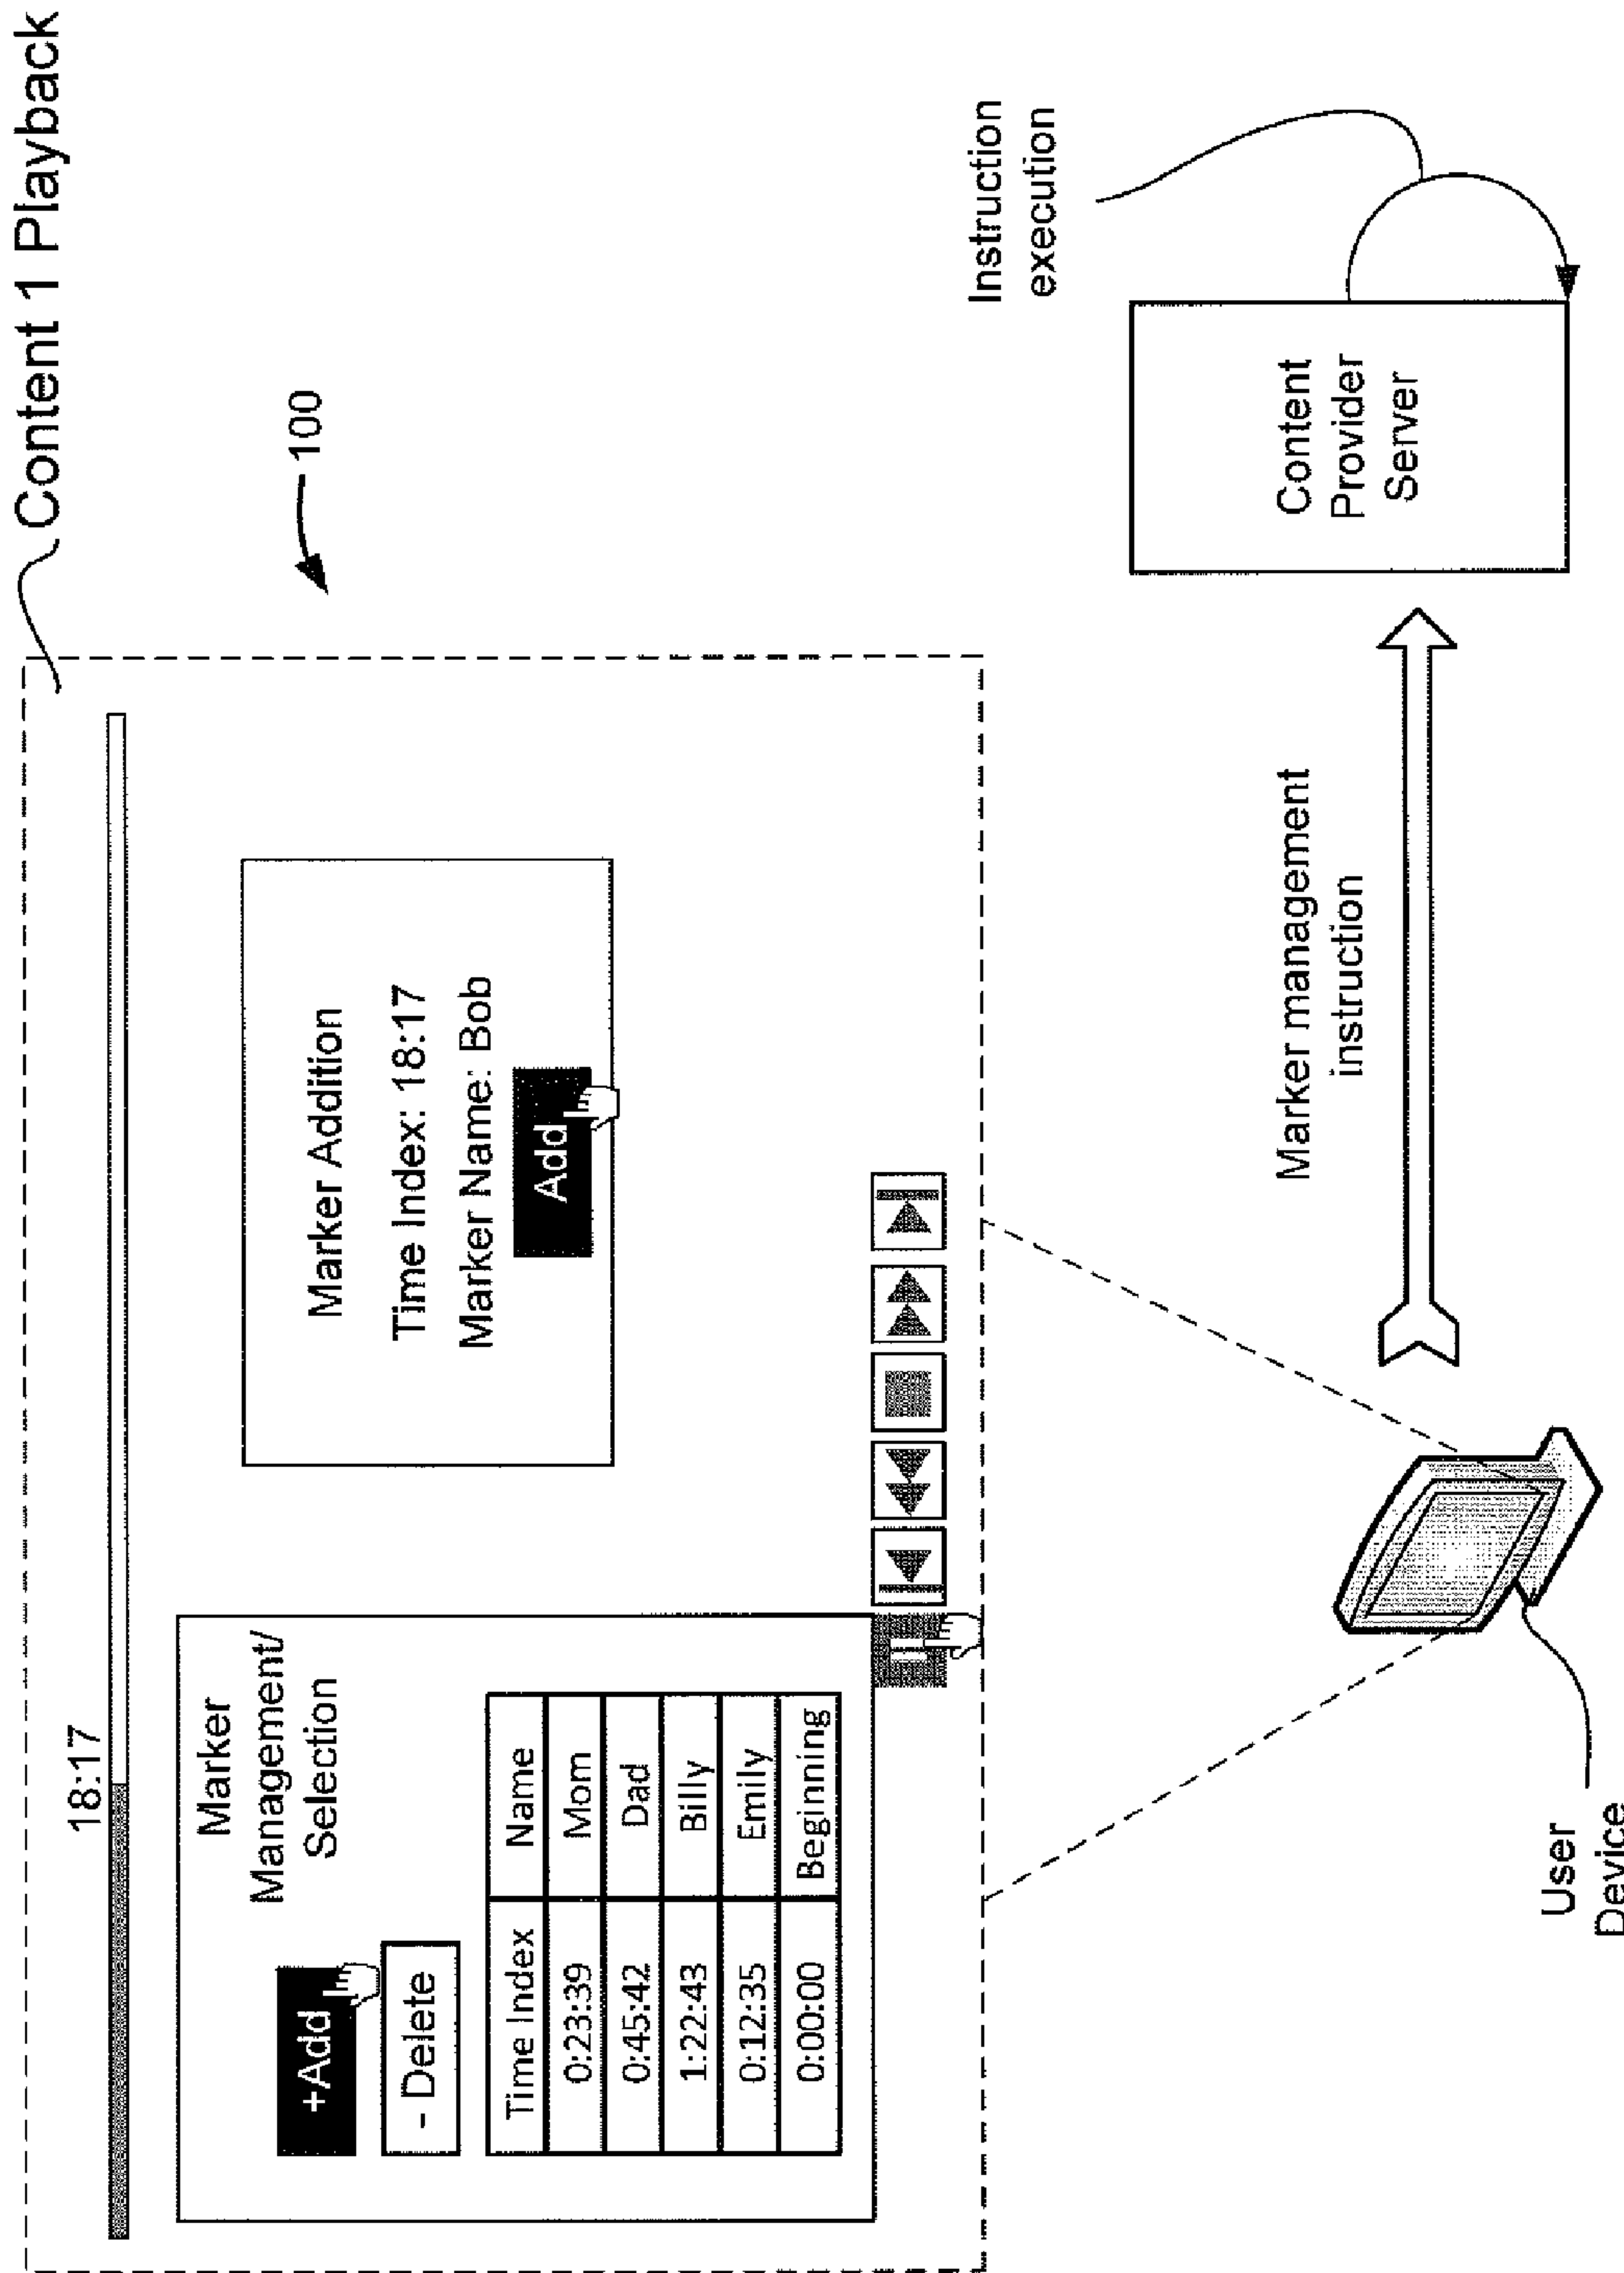 Content 1 Playback
18:17
100
Marker
Management/
Selection
+Add
- Delete
Time Index Name
0:23:39 Mom
0:45:42 Dad
1:22:43 Billy
0:12:35 Emily
0:00:00 Beginning
Marker Addition
Time Index: 18:17
Marker Name: Bob
Add
User
Device
Marker management
instruction
Content
Provider
Server
Instruction
execution